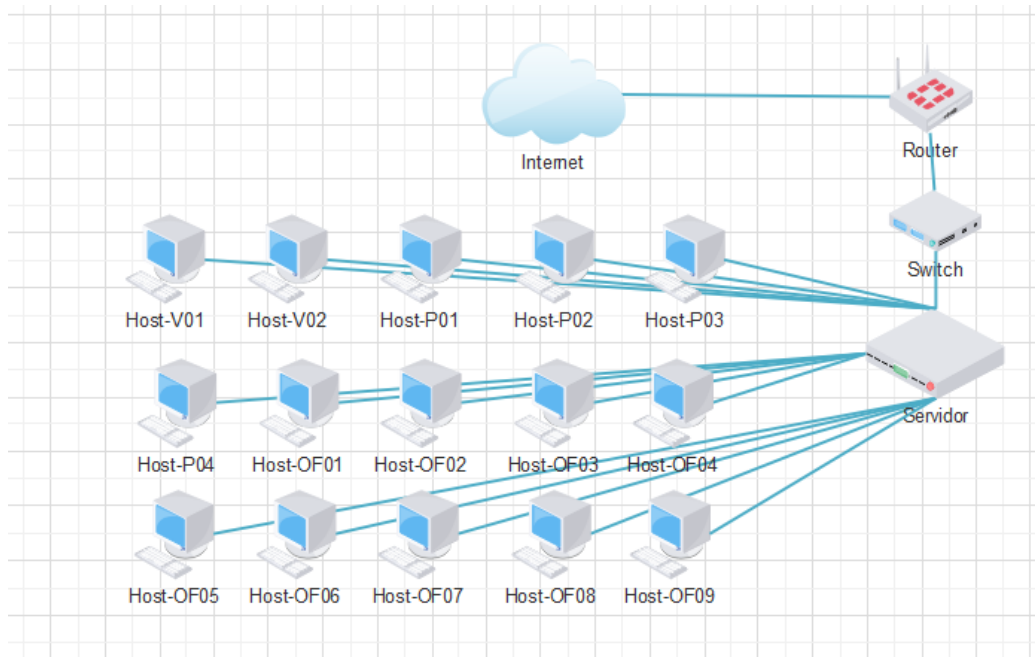 Internet
Router
Switch
Host-V01
Host-V02
Host-P01
Host-P02
Host-P03
Servidor
Host-P04
Host-OF01
Host-OF02
Host-OF03
Host-OF04
Host-OF05
Host-OF06
Host-OF07
Host-OF08
Host-OF09